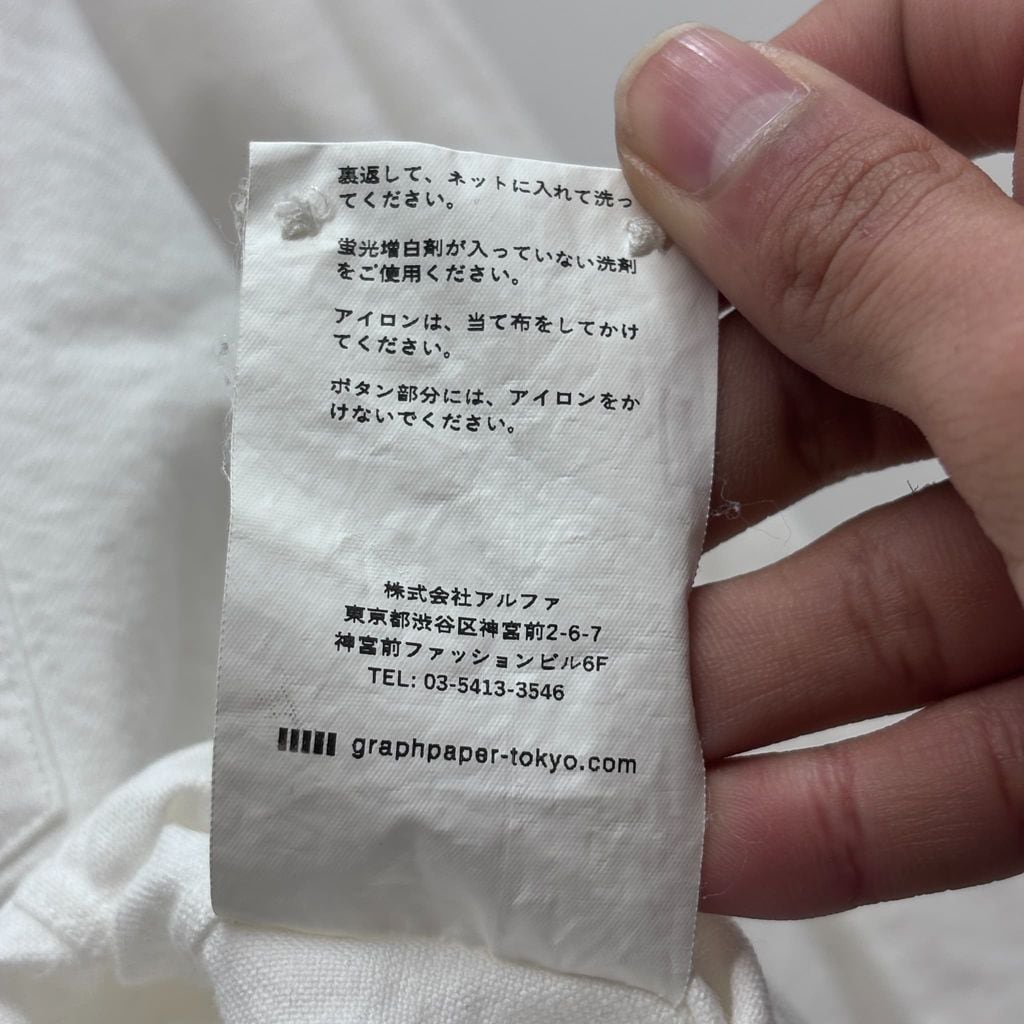 裏返して、ネットに入れて洗っ
てください。
蛍光増白剤が入っていない洗剤
をご使用ください。
アイロンは、当て布をしてかけ
てください。
ボタン部分には、アイロンをか
けないでください。
株式会社アルファ
東京都渋谷区神宮前2-6-7
神宮前ファッションビル6F
TEL: 03-5413-3546
graphpaper-tokyo.com